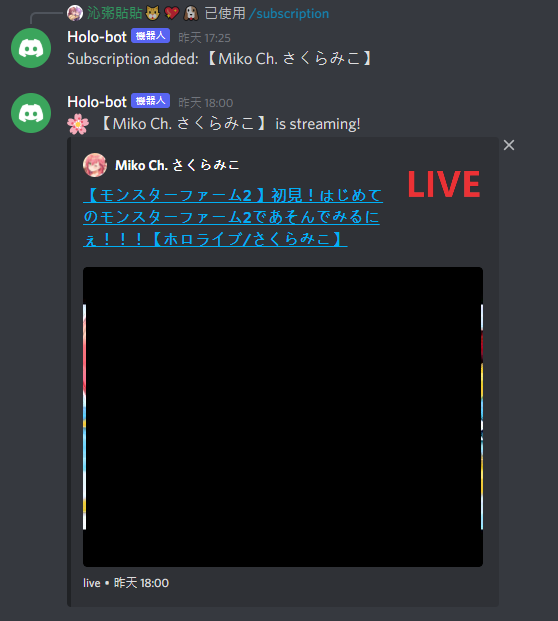 沁粥貼貼 已使用 /subscription
Holo-bot 機器人 昨天 17:25
Subscription added: 【Miko Ch. さくらみこ】
Holo-bot 機器人 昨天 18:00
【Miko Ch. さくらみこ】 is streaming!
Miko Ch. さくらみこ
LIVE
【モンスターファーム2 】初見！はじめて
のモンスターファーム2であそんでみるに
ぇ！！！【ホロライブ/さくらみこ】
live • 昨天 18:00